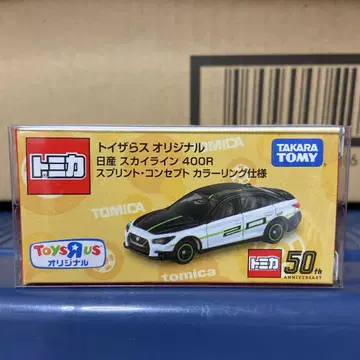 トイザらス オリジナル
日産 スカイライン 400R
スプリント・コンセプト カラーリング仕様
トミカ
TAKARA
TOMY
TOMICA
TOYSЯUS
オリジナル
tomica
トミカ 50th
ANNIVERSARY